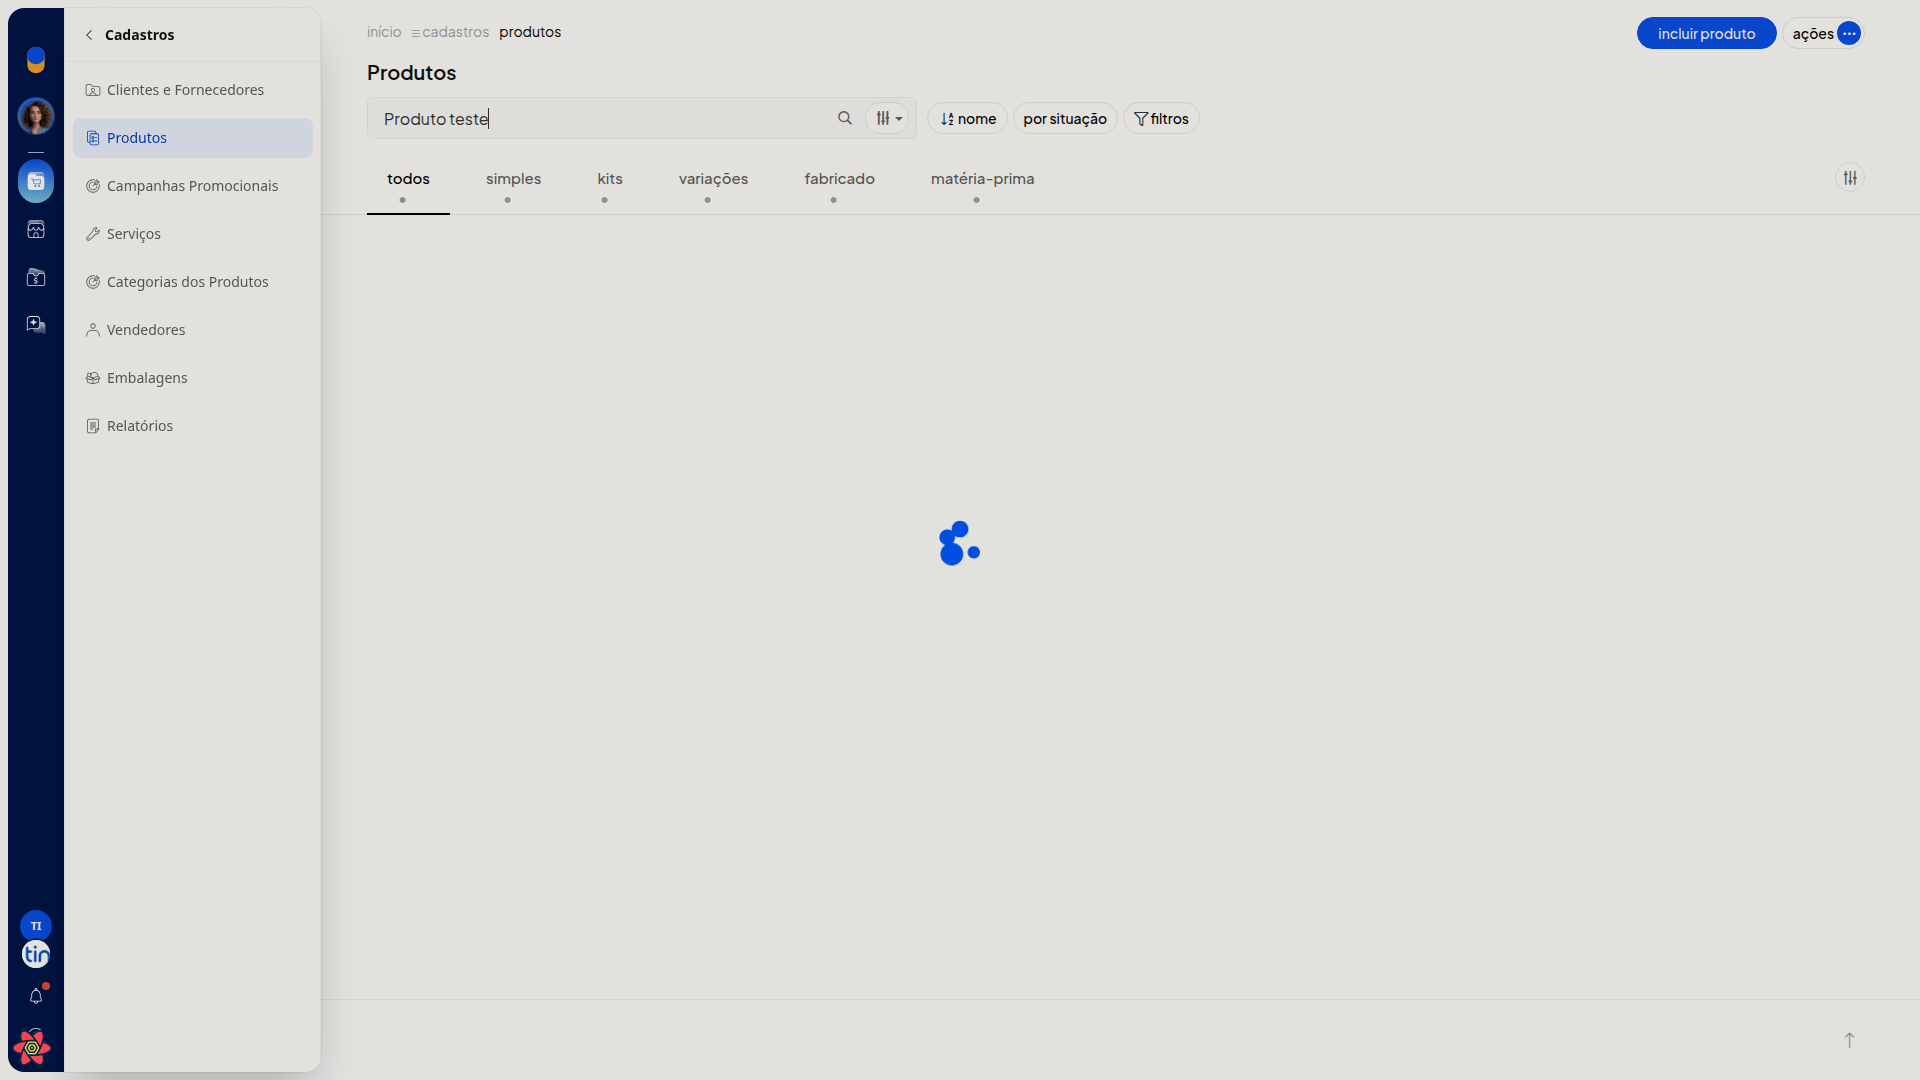 Cadastros
Clientes e Fornecedores
Produtos
Campanhas Promocionais
Serviços
Categorias dos Produtos
Vendedores
Embalagens
Relatórios
TI
tin
início cadastros produtos
incluir produto
ações
Produtos
Produto teste
nome
por situação
filtros
todos
simples
kits
variações
fabricado
matéria-prima